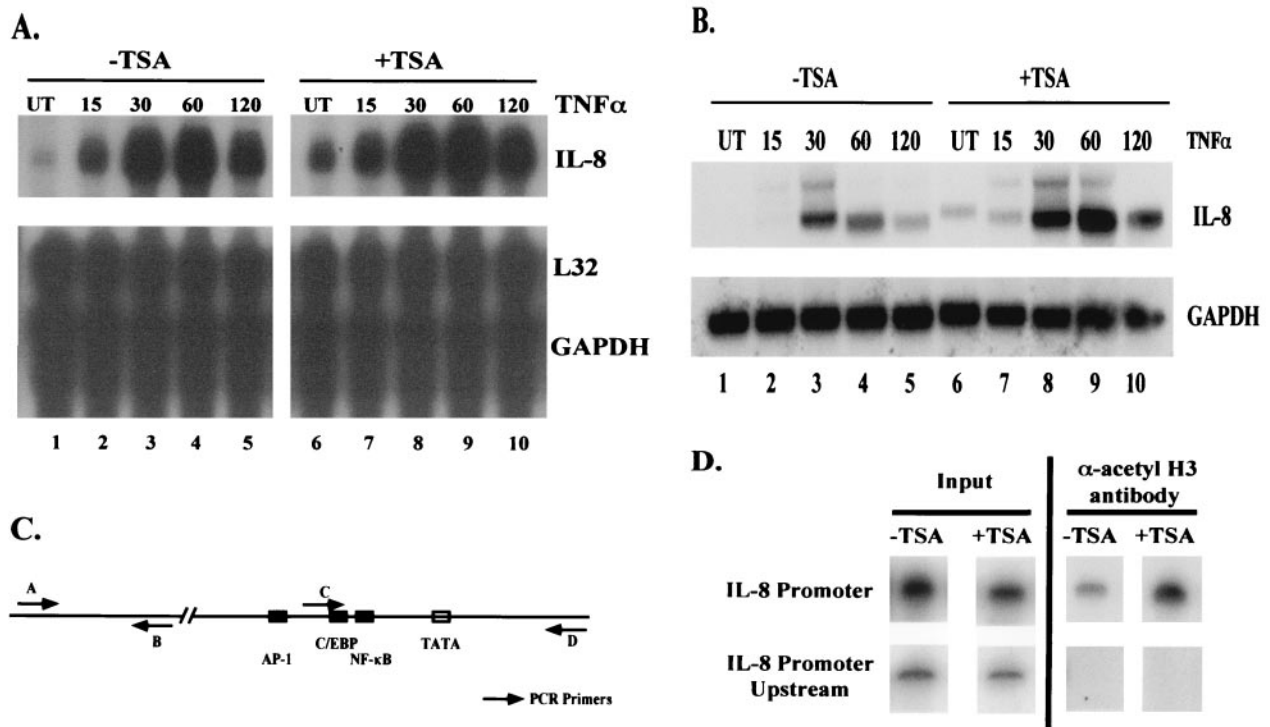 A.
-TSA +TSA
UT 15 30 60 120 UT 15 30 60 120 TNFα
IL-8
L32
GAPDH
1 2 3 4 5 6 7 8 9 10
B.
-TSA +TSA
UT 15 30 60 120 UT 15 30 60 120 TNFα
IL-8
GAPDH
1 2 3 4 5 6 7 8 9 10
C.
A C
B D
AP-1 C/EBP NF-κB TATA
PCR Primers
D.
Input α-acetyl H3
antibody
-TSA +TSA -TSA +TSA
IL-8 Promoter
IL-8 Promoter
Upstream